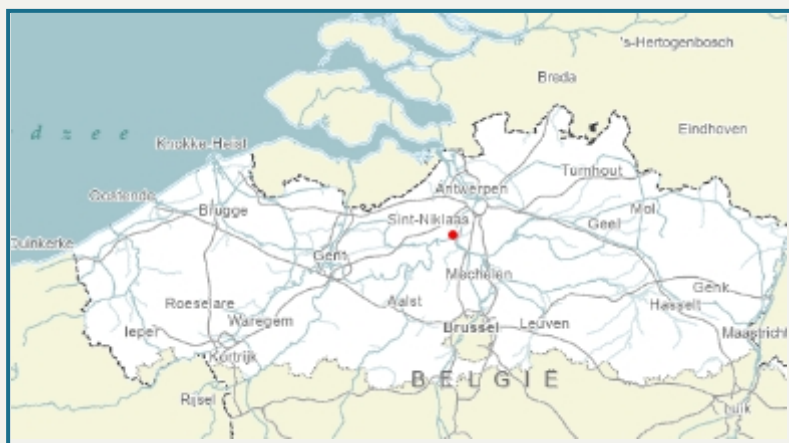 's-Hertogenbosch
Breda
Eindhoven
d z e e
Knokke-Heist
Turnhout
Antwerpen
Oostende
Mol
Brugge
Sint-Niklaas
Geel
Duinkerke
Gent
Mechelen
Genk
Roeselare
Aalst
Hasselt
Waregem
Brussel
Leuven
Ieper
Maastricht
Kortrijk
BELGIË
Rijsel
Luik